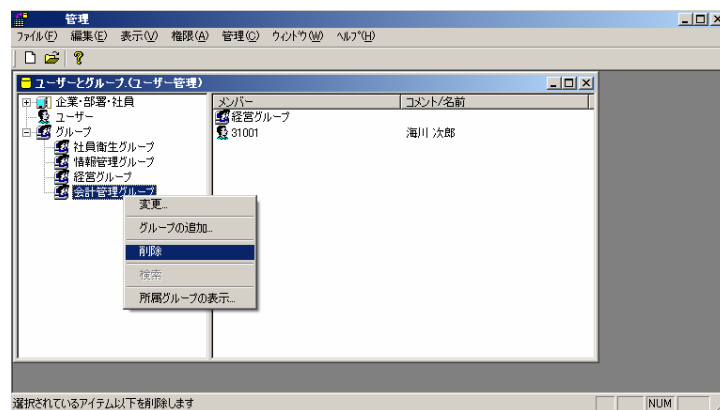 管理
ファイル(F) 編集(E) 表示(V) 権限(A) 管理(C) ウィンドウ(W) ヘルプ(H)
ユーザーとグループ.(ユーザー管理)
企業・部署・社員
ユーザー
グループ
社員衛生グループ
情報管理グループ
経営グループ
会計管理グループ
メンバー コメント/名前
経営グループ
31001 海川 次郎
変更...
グループの追加...
削除
検索
所属グループの表示...
選択されているアイテム以下を削除します
NUM